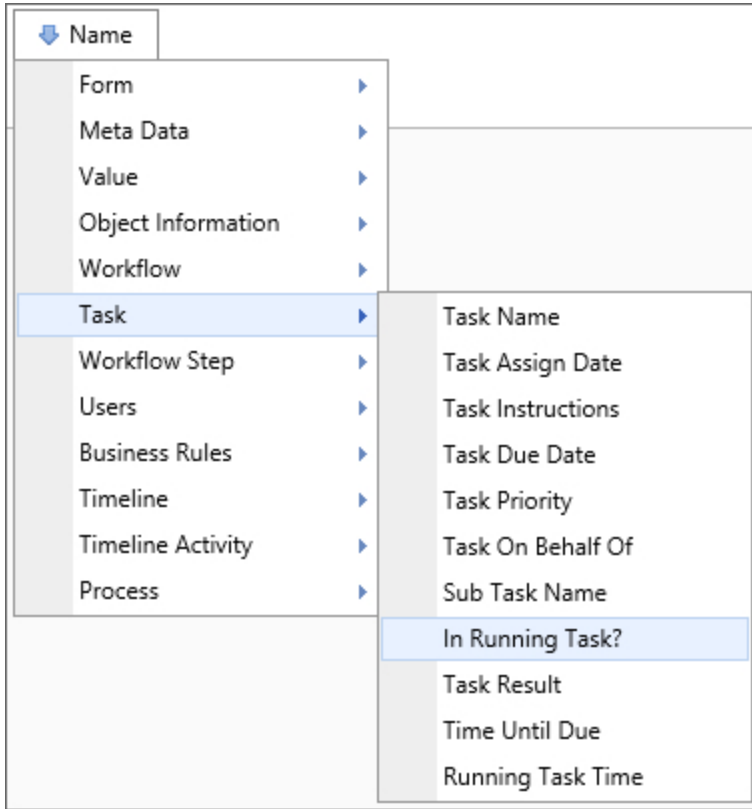 Name
Form
Meta Data
Value
Object Information
Workflow
Task
Workflow Step
Users
Business Rules
Timeline
Timeline Activity
Process
Task Name
Task Assign Date
Task Instructions
Task Due Date
Task Priority
Task On Behalf Of
Sub Task Name
In Running Task?
Task Result
Time Until Due
Running Task Time